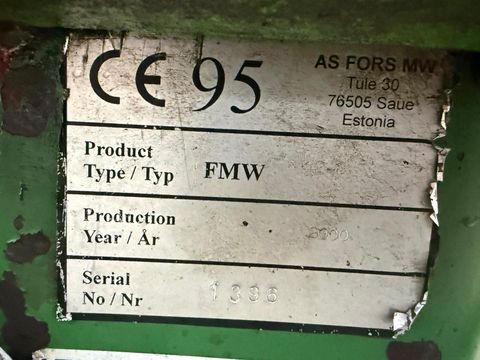 CE 95
AS FORS MW
Tule 30
76505 Saue
Estonia
Product
Type / Typ FMW
Production
Year / År 2000
Serial
No / Nr 1396